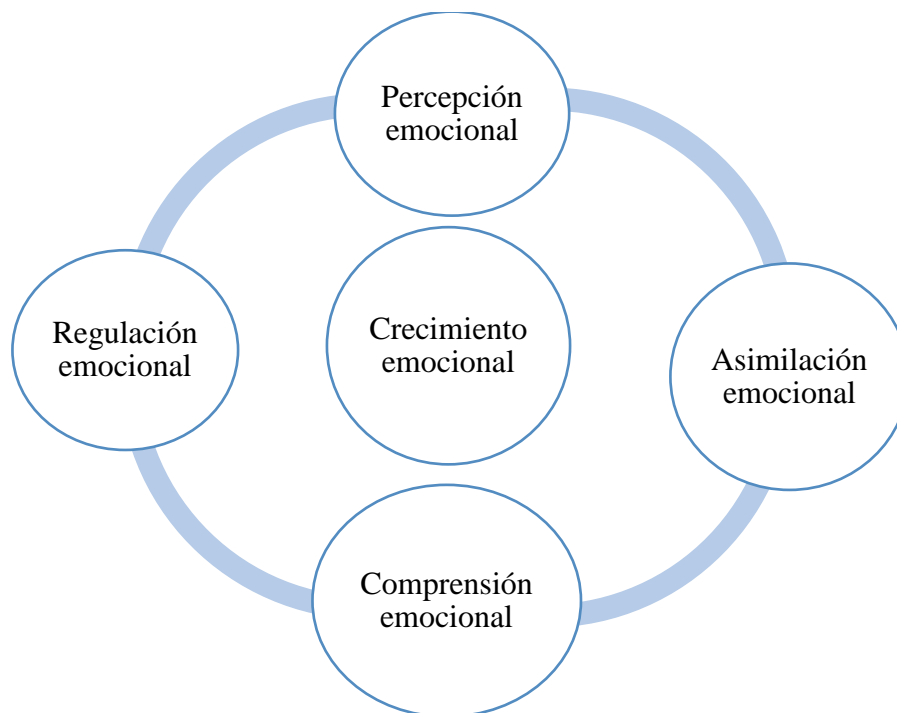 Percepción
emocional
Regulación
emocional
Crecimiento
emocional
Asimilación
emocional
Comprensión
emocional